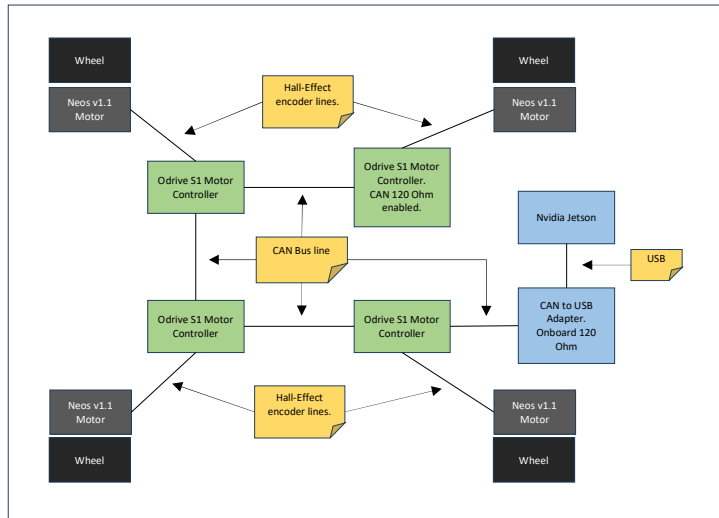 Wheel
Wheel
Neos v1.1
Motor
Hall-Effect
encoder lines.
Neos v1.1
Motor
Odrive S1 Motor
Controller
Odrive S1 Motor
Controller.
CAN 120 Ohm
enabled.
Nvidia Jetson
CAN Bus line
USB
Odrive S1 Motor
Controller
Odrive S1 Motor
Controller
CAN to USB
Adapter.
Onboard 120
Ohm
Neos v1.1
Motor
Hall-Effect
encoder lines.
Neos v1.1
Motor
Wheel
Wheel